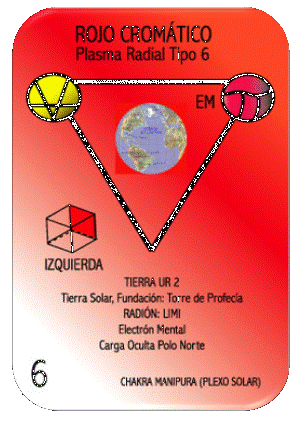 ROJO CROMÁTICO
Plasma Radial Tipo 6
EM
IZQUIERDA
TIERRA UR 2
Tierra Solar, Fundación: Torre de Profecía
RADIÓN: LIMI
Electrón Mental
Carga Oculta Polo Norte
6
CHAKRA MANIPURA (PLEXO SOLAR)